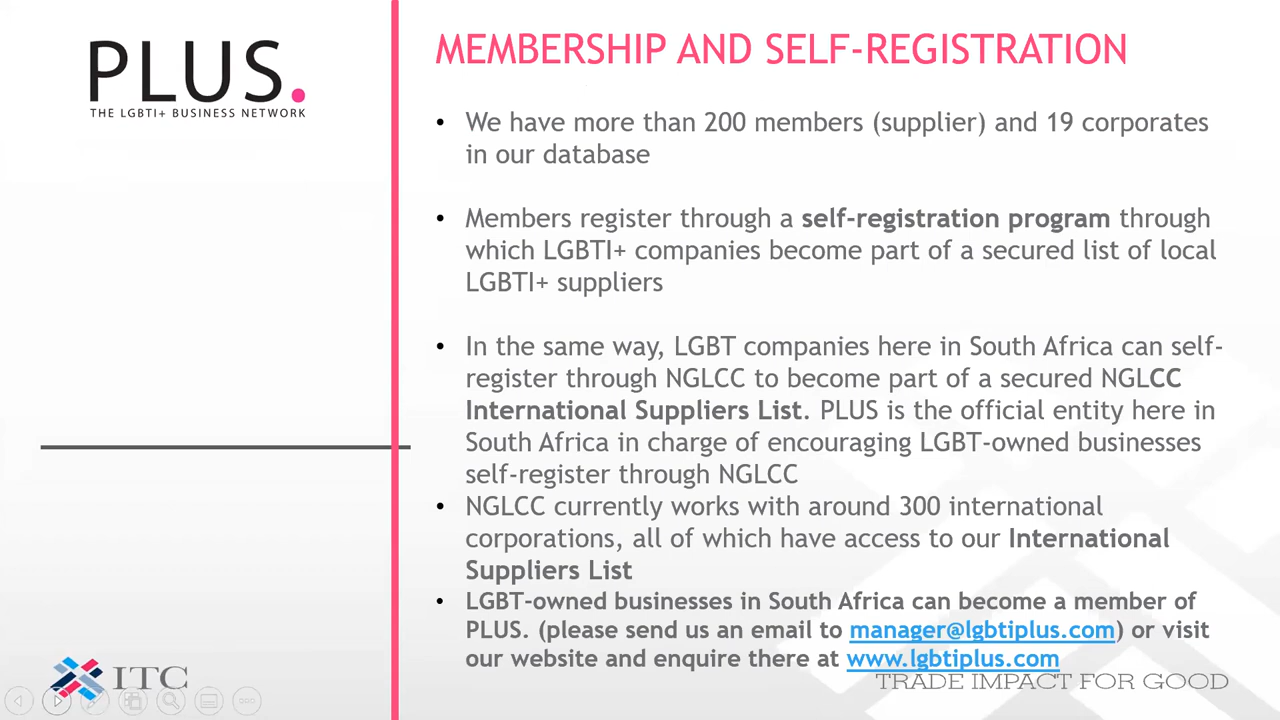 PLUS.
THE LGBTI+ BUSINESS NETWORK
MEMBERSHIP AND SELF-REGISTRATION
• We have more than 200 members (supplier) and 19 corporates
in our database
• Members register through a self-registration program through
which LGBTI+ companies become part of a secured list of local
LGBTI+ suppliers
• In the same way, LGBT companies here in South Africa can self-
register through NGLCC to become part of a secured NGLCC
International Suppliers List. PLUS is the official entity here in
South Africa in charge of encouraging LGBT-owned businesses
self-register through NGLCC
• NGLCC currently works with around 300 international
corporations, all of which have access to our International
Suppliers List
• LGBT-owned businesses in South Africa can become a member of
PLUS. (please send us an email to manager@lgbtiplus.com) or visit
our website and enquire there at www.lgbtiplus.com
ITC
TRADE IMPACT FOR GOOD